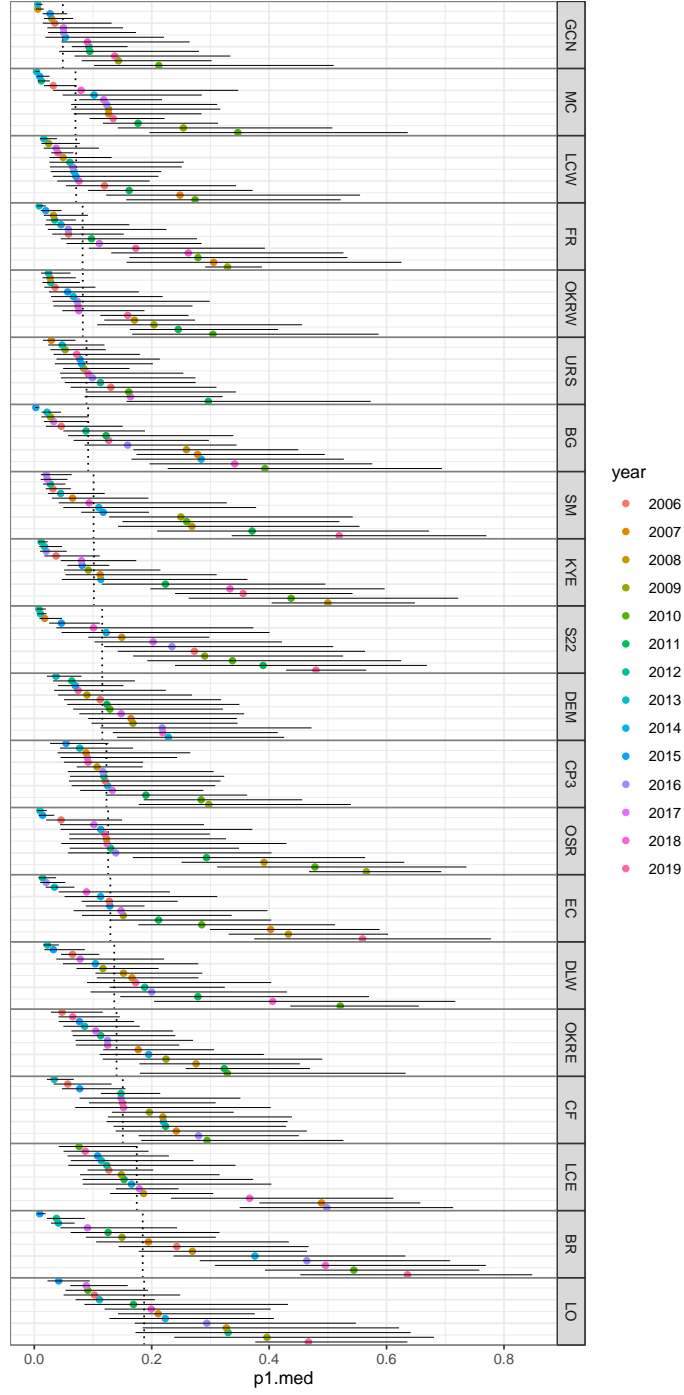 GCN
MC
LCW
FR
OKRW
URS
BG
SM
KYE
S22
DEM
CP3
OSR
EC
DLW
OKRE
CF
LCE
BR
LO
0.0 0.2 0.4 0.6 0.8
p1.med
year
2006
2007
2008
2009
2010
2011
2012
2013
2014
2015
2016
2017
2018
2019